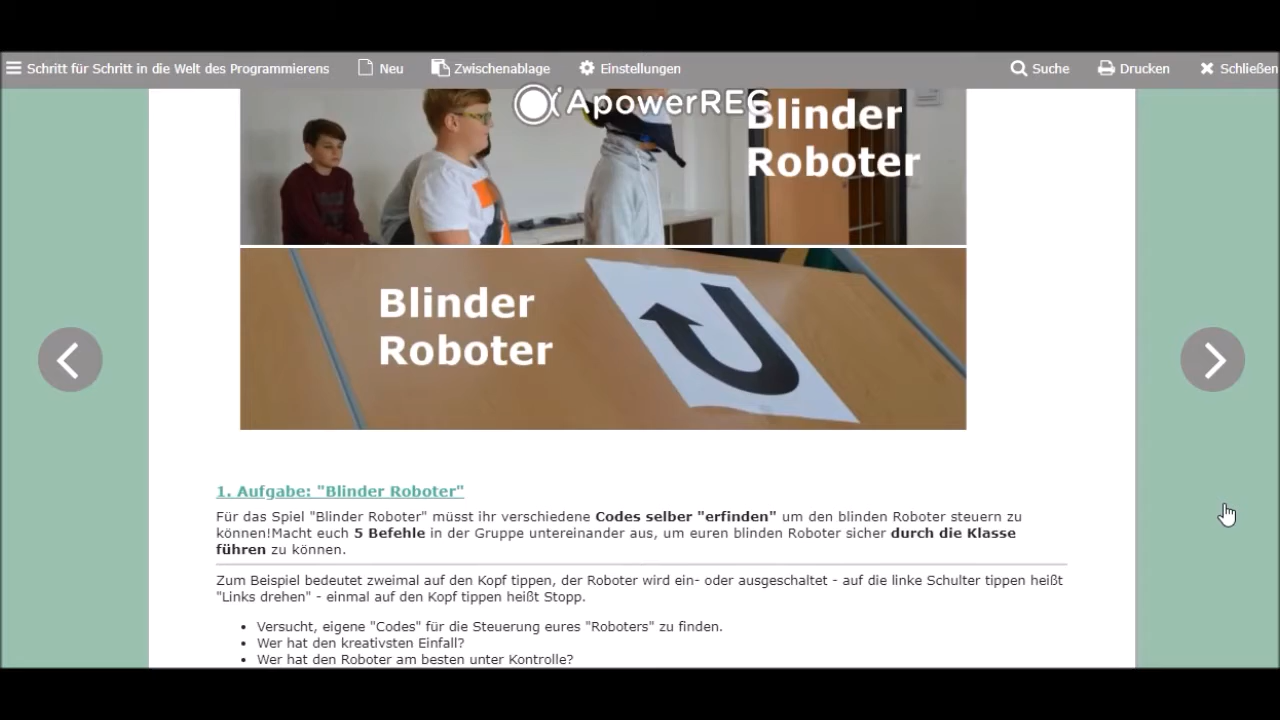 Schritt für Schritt in die Welt des Programmierens Neu Zwischenablage Einstellungen Suche Drucken Schließen
ApowerREC
Blinder
Roboter
Blinder
Roboter
1. Aufgabe: "Blinder Roboter"
Für das Spiel "Blinder Roboter" müsst ihr verschiedene Codes selber "erfinden" um den blinden Roboter steuern zu
können!Macht euch 5 Befehle in der Gruppe untereinander aus, um euren blinden Roboter sicher durch die Klasse
führen zu können.
Zum Beispiel bedeutet zweimal auf den Kopf tippen, der Roboter wird ein- oder ausgeschaltet - auf die linke Schulter tippen heißt
"Links drehen" - einmal auf den Kopf tippen heißt Stopp.
• Versucht, eigene "Codes" für die Steuerung eures "Roboters" zu finden.
• Wer hat den kreativsten Einfall?
• Wer hat den Roboter am besten unter Kontrolle?